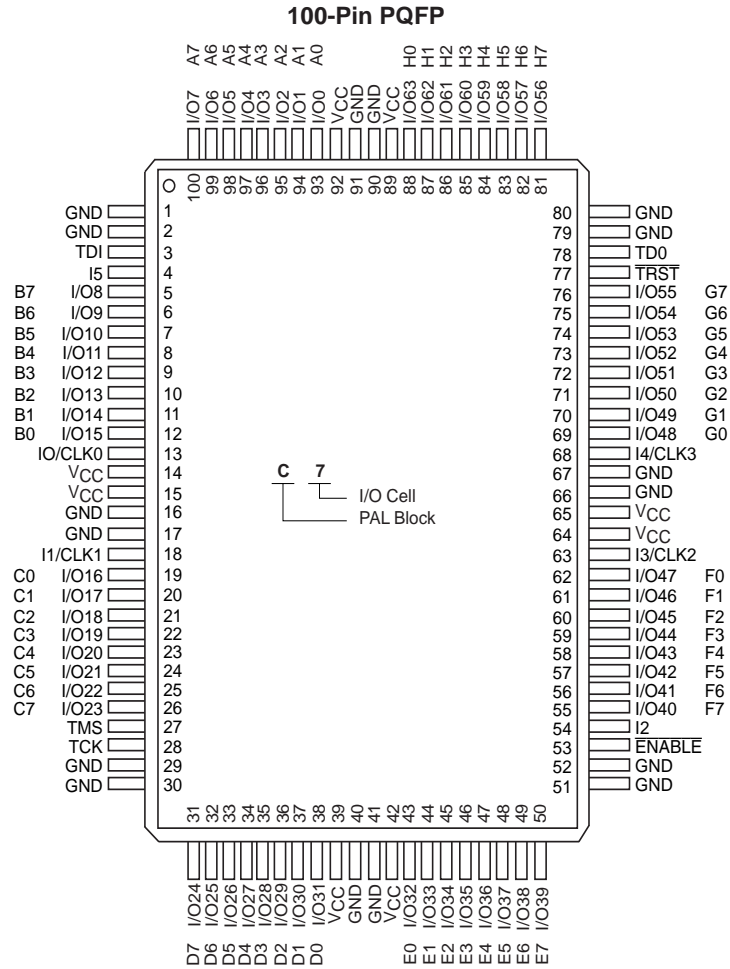 100-Pin PQFP
A7 A6 A5 A4 A3 A2 A1 A0 H0 H1 H2 H3 H4 H5 H6 H7
I/O7 I/O6 I/O5 I/O4 I/O3 I/O2 I/O1 I/O0 VCC GND GND VCC I/O63 I/O62 I/O61 I/O60 I/O59 I/O58 I/O57 I/O56
100 99 98 97 96 95 94 93 92 91 90 89 88 87 86 85 84 83 82 81
GND 1 80 GND
GND 2 79 GND
TDI 3 78 TD0
I5 4 77 TRST
B7 I/O8 5 76 I/O55 G7
B6 I/O9 6 75 I/O54 G6
B5 I/O10 7 74 I/O53 G5
B4 I/O11 8 73 I/O52 G4
B3 I/O12 9 72 I/O51 G3
B2 I/O13 10 71 I/O50 G2
B1 I/O14 11 70 I/O49 G1
B0 I/O15 12 69 I/O48 G0
IO/CLK0 13 68 I4/CLK3
VCC 14 C 7 67 GND
VCC 15 I/O Cell 66 GND
GND 16 PAL Block 65 VCC
GND 17 64 VCC
I1/CLK1 18 63 I3/CLK2
C0 I/O16 19 62 I/O47 F0
C1 I/O17 20 61 I/O46 F1
C2 I/O18 21 60 I/O45 F2
C3 I/O19 22 59 I/O44 F3
C4 I/O20 23 58 I/O43 F4
C5 I/O21 24 57 I/O42 F5
C6 I/O22 25 56 I/O41 F6
C7 I/O23 26 55 I/O40 F7
TMS 27 54 I2
TCK 28 53 ENABLE
GND 29 52 GND
GND 30 51 GND
31 32 33 34 35 36 37 38 39 40 41 42 43 44 45 46 47 48 49 50
I/O24 I/O25 I/O26 I/O27 I/O28 I/O29 I/O30 I/O31 VCC GND GND VCC I/O32 I/O33 I/O34 I/O35 I/O36 I/O37 I/O38 I/O39
D7 D6 D5 D4 D3 D2 D1 D0 E0 E1 E2 E3 E4 E5 E6 E7